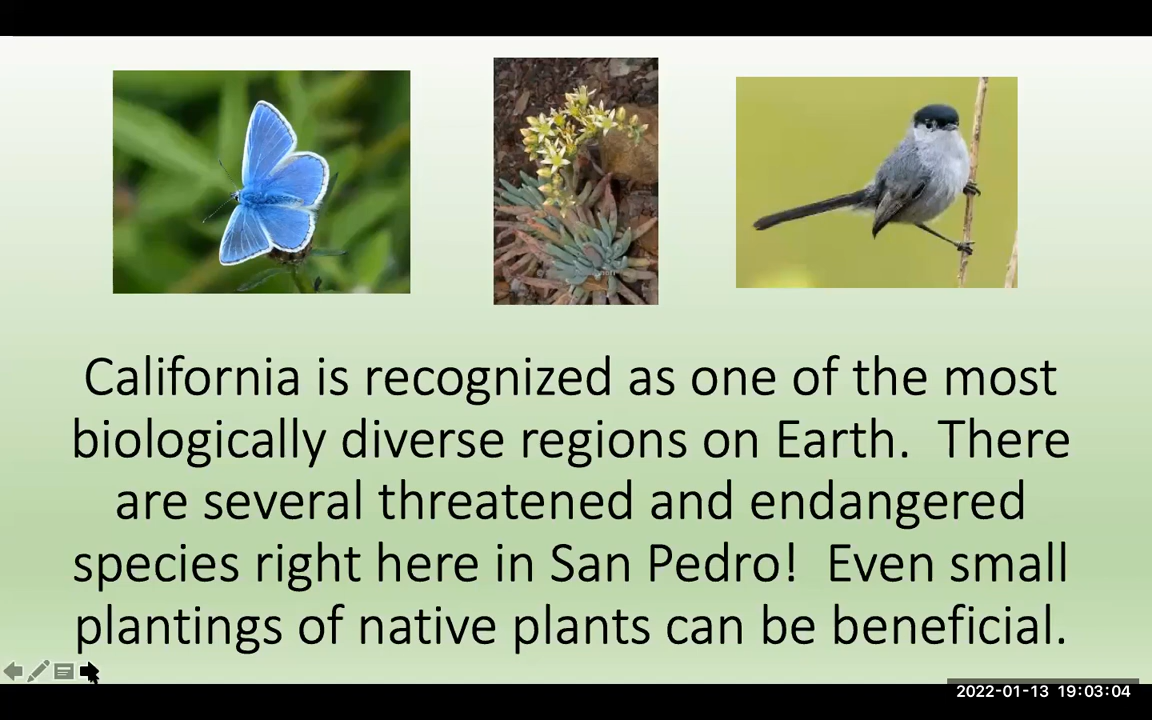 California is recognized as one of the most
biologically diverse regions on Earth.  There
are several threatened and endangered
species right here in San Pedro!  Even small
plantings of native plants can be beneficial.
2022-01-13 19:03:04